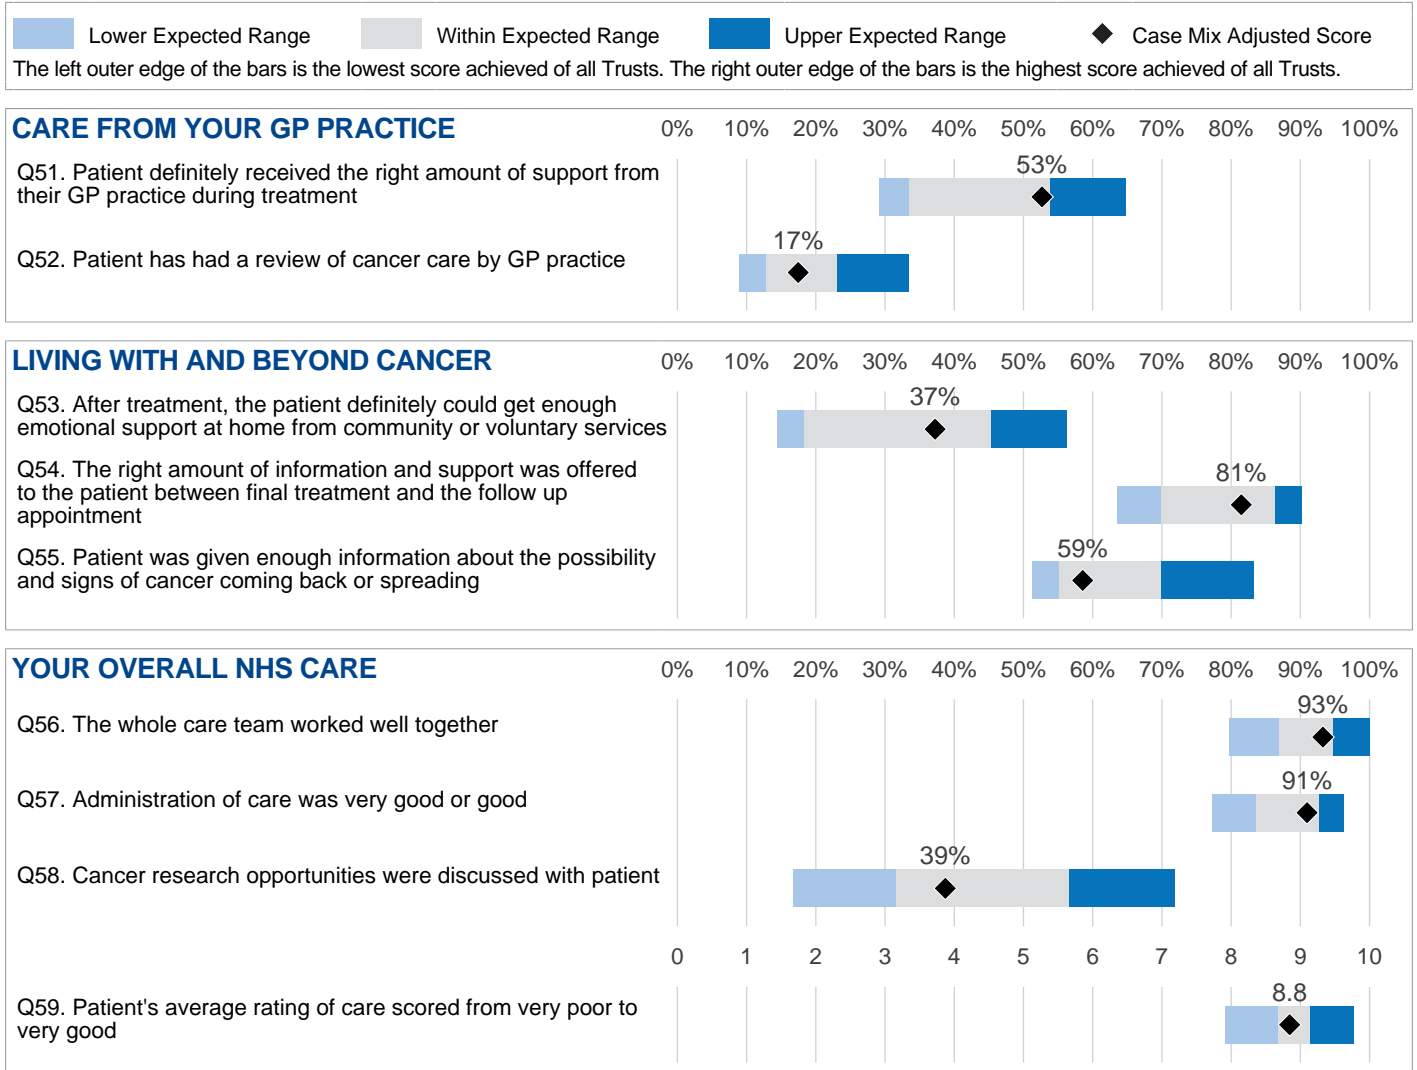 Lower Expected Range Within Expected Range Upper Expected Range Case Mix Adjusted Score
The left outer edge of the bars is the lowest score achieved of all Trusts. The right outer edge of the bars is the highest score achieved of all Trusts.
CARE FROM YOUR GP PRACTICE 0% 10% 20% 30% 40% 50% 60% 70% 80% 90% 100%
Q51. Patient definitely received the right amount of support from
their GP practice during treatment
53%
Q52. Patient has had a review of cancer care by GP practice
17%
LIVING WITH AND BEYOND CANCER 0% 10% 20% 30% 40% 50% 60% 70% 80% 90% 100%
Q53. After treatment, the patient definitely could get enough
emotional support at home from community or voluntary services
37%
Q54. The right amount of information and support was offered
to the patient between final treatment and the follow up
appointment
81%
Q55. Patient was given enough information about the possibility
and signs of cancer coming back or spreading
59%
YOUR OVERALL NHS CARE 0% 10% 20% 30% 40% 50% 60% 70% 80% 90% 100%
Q56. The whole care team worked well together
93%
Q57. Administration of care was very good or good
91%
Q58. Cancer research opportunities were discussed with patient
39%
0 1 2 3 4 5 6 7 8 9 10
Q59. Patient's average rating of care scored from very poor to
very good
8.8